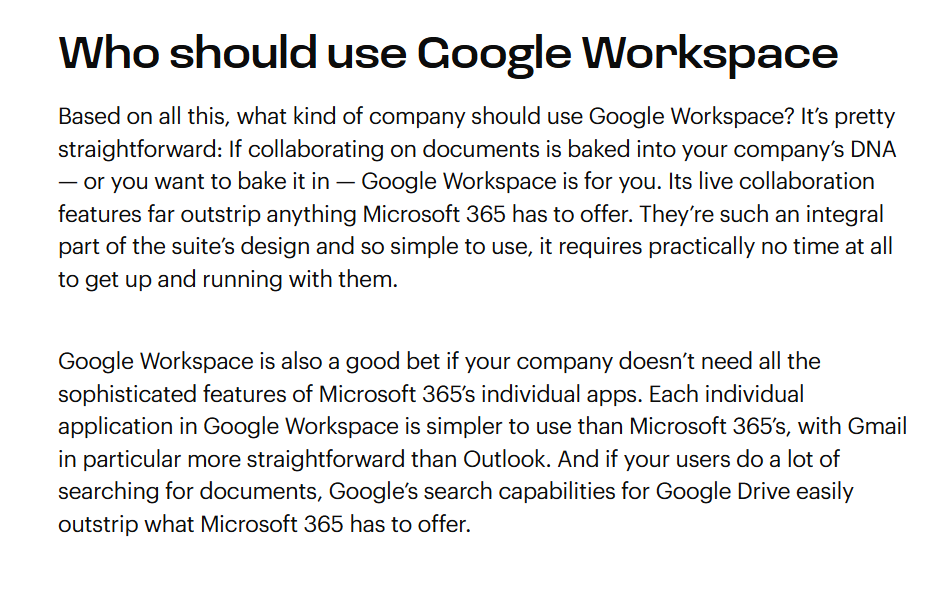 Who should use Google Workspace
Based on all this, what kind of company should use Google Workspace? It’s pretty
straightforward: If collaborating on documents is baked into your company’s DNA
— or you want to bake it in — Google Workspace is for you. Its live collaboration
features far outstrip anything Microsoft 365 has to offer. They’re such an integral
part of the suite’s design and so simple to use, it requires practically no time at all
to get up and running with them.
Google Workspace is also a good bet if your company doesn’t need all the
sophisticated features of Microsoft 365’s individual apps. Each individual
application in Google Workspace is simpler to use than Microsoft 365’s, with Gmail
in particular more straightforward than Outlook. And if your users do a lot of
searching for documents, Google’s search capabilities for Google Drive easily
outstrip what Microsoft 365 has to offer.